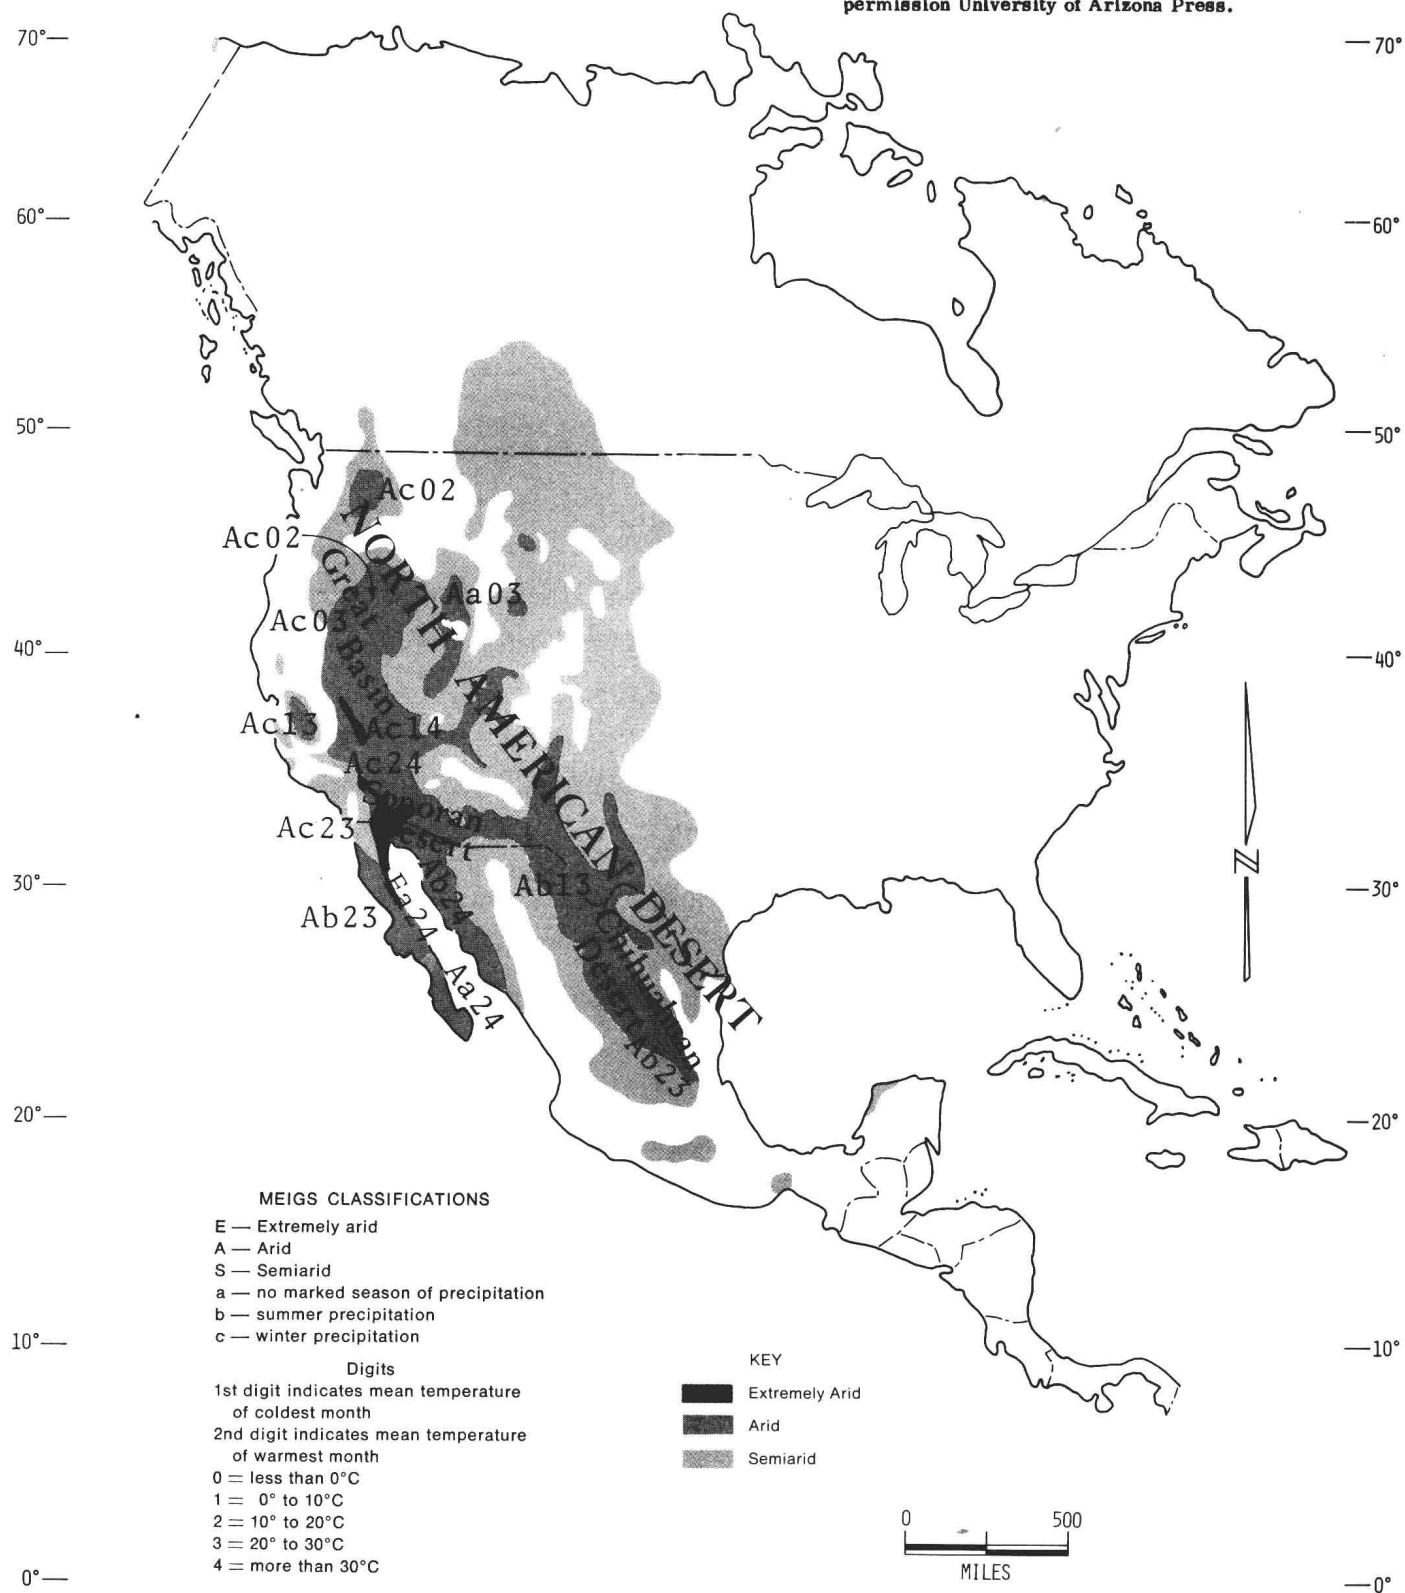 permission University of Arizona Press.
70°
70°
60°
60°
50°
50°
Ac02
Ac02
NORTH AMERICAN DESERT
Great Basin
Aa03
Ac03
40°
40°
Ac13
Ac14
Ac24
Sonoran Desert
Ac23
30°
30°
Ab13
Ab24
Ea24
Ab23
Chihuahuan Desert
Aa24
Ab23
20°
20°
N
MEIGS CLASSIFICATIONS
E — Extremely arid
A — Arid
S — Semiarid
a — no marked season of precipitation
b — summer precipitation
c — winter precipitation
10°
10°
Digits
1st digit indicates mean temperature
of coldest month
2nd digit indicates mean temperature
of warmest month
0 = less than 0°C
1 = 0° to 10°C
2 = 10° to 20°C
3 = 20° to 30°C
4 = more than 30°C
KEY
Extremely Arid
Arid
Semiarid
0 500
MILES
0°
0°